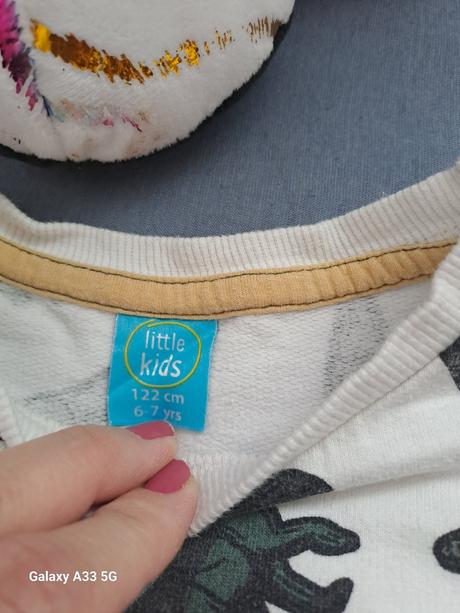 little
kids
122 cm
6-7 yrs
Galaxy A33 5G